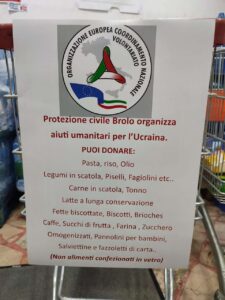 ORGANIZZAZIONE EUROPEA COORDINAMENTO NAZIONALE
VOLONTARIATO
Protezione civile Brolo organizza
aiuti umanitari per l'Ucraina.
PUOI DONARE:
Pasta, riso, Olio
Legumi in scatola, Piselli, Fagiolini etc..
Carne in scatola, Tonno
Latte a lunga conservazione
Fette biscottate, Biscotti, Brioches
Caffe, Succhi di frutta , Farina , Zucchero
Omogenizzati, Pannolini per bambini,
Salviettine e fazzoletti di carta..
(Non alimenti confezionati in vetro)